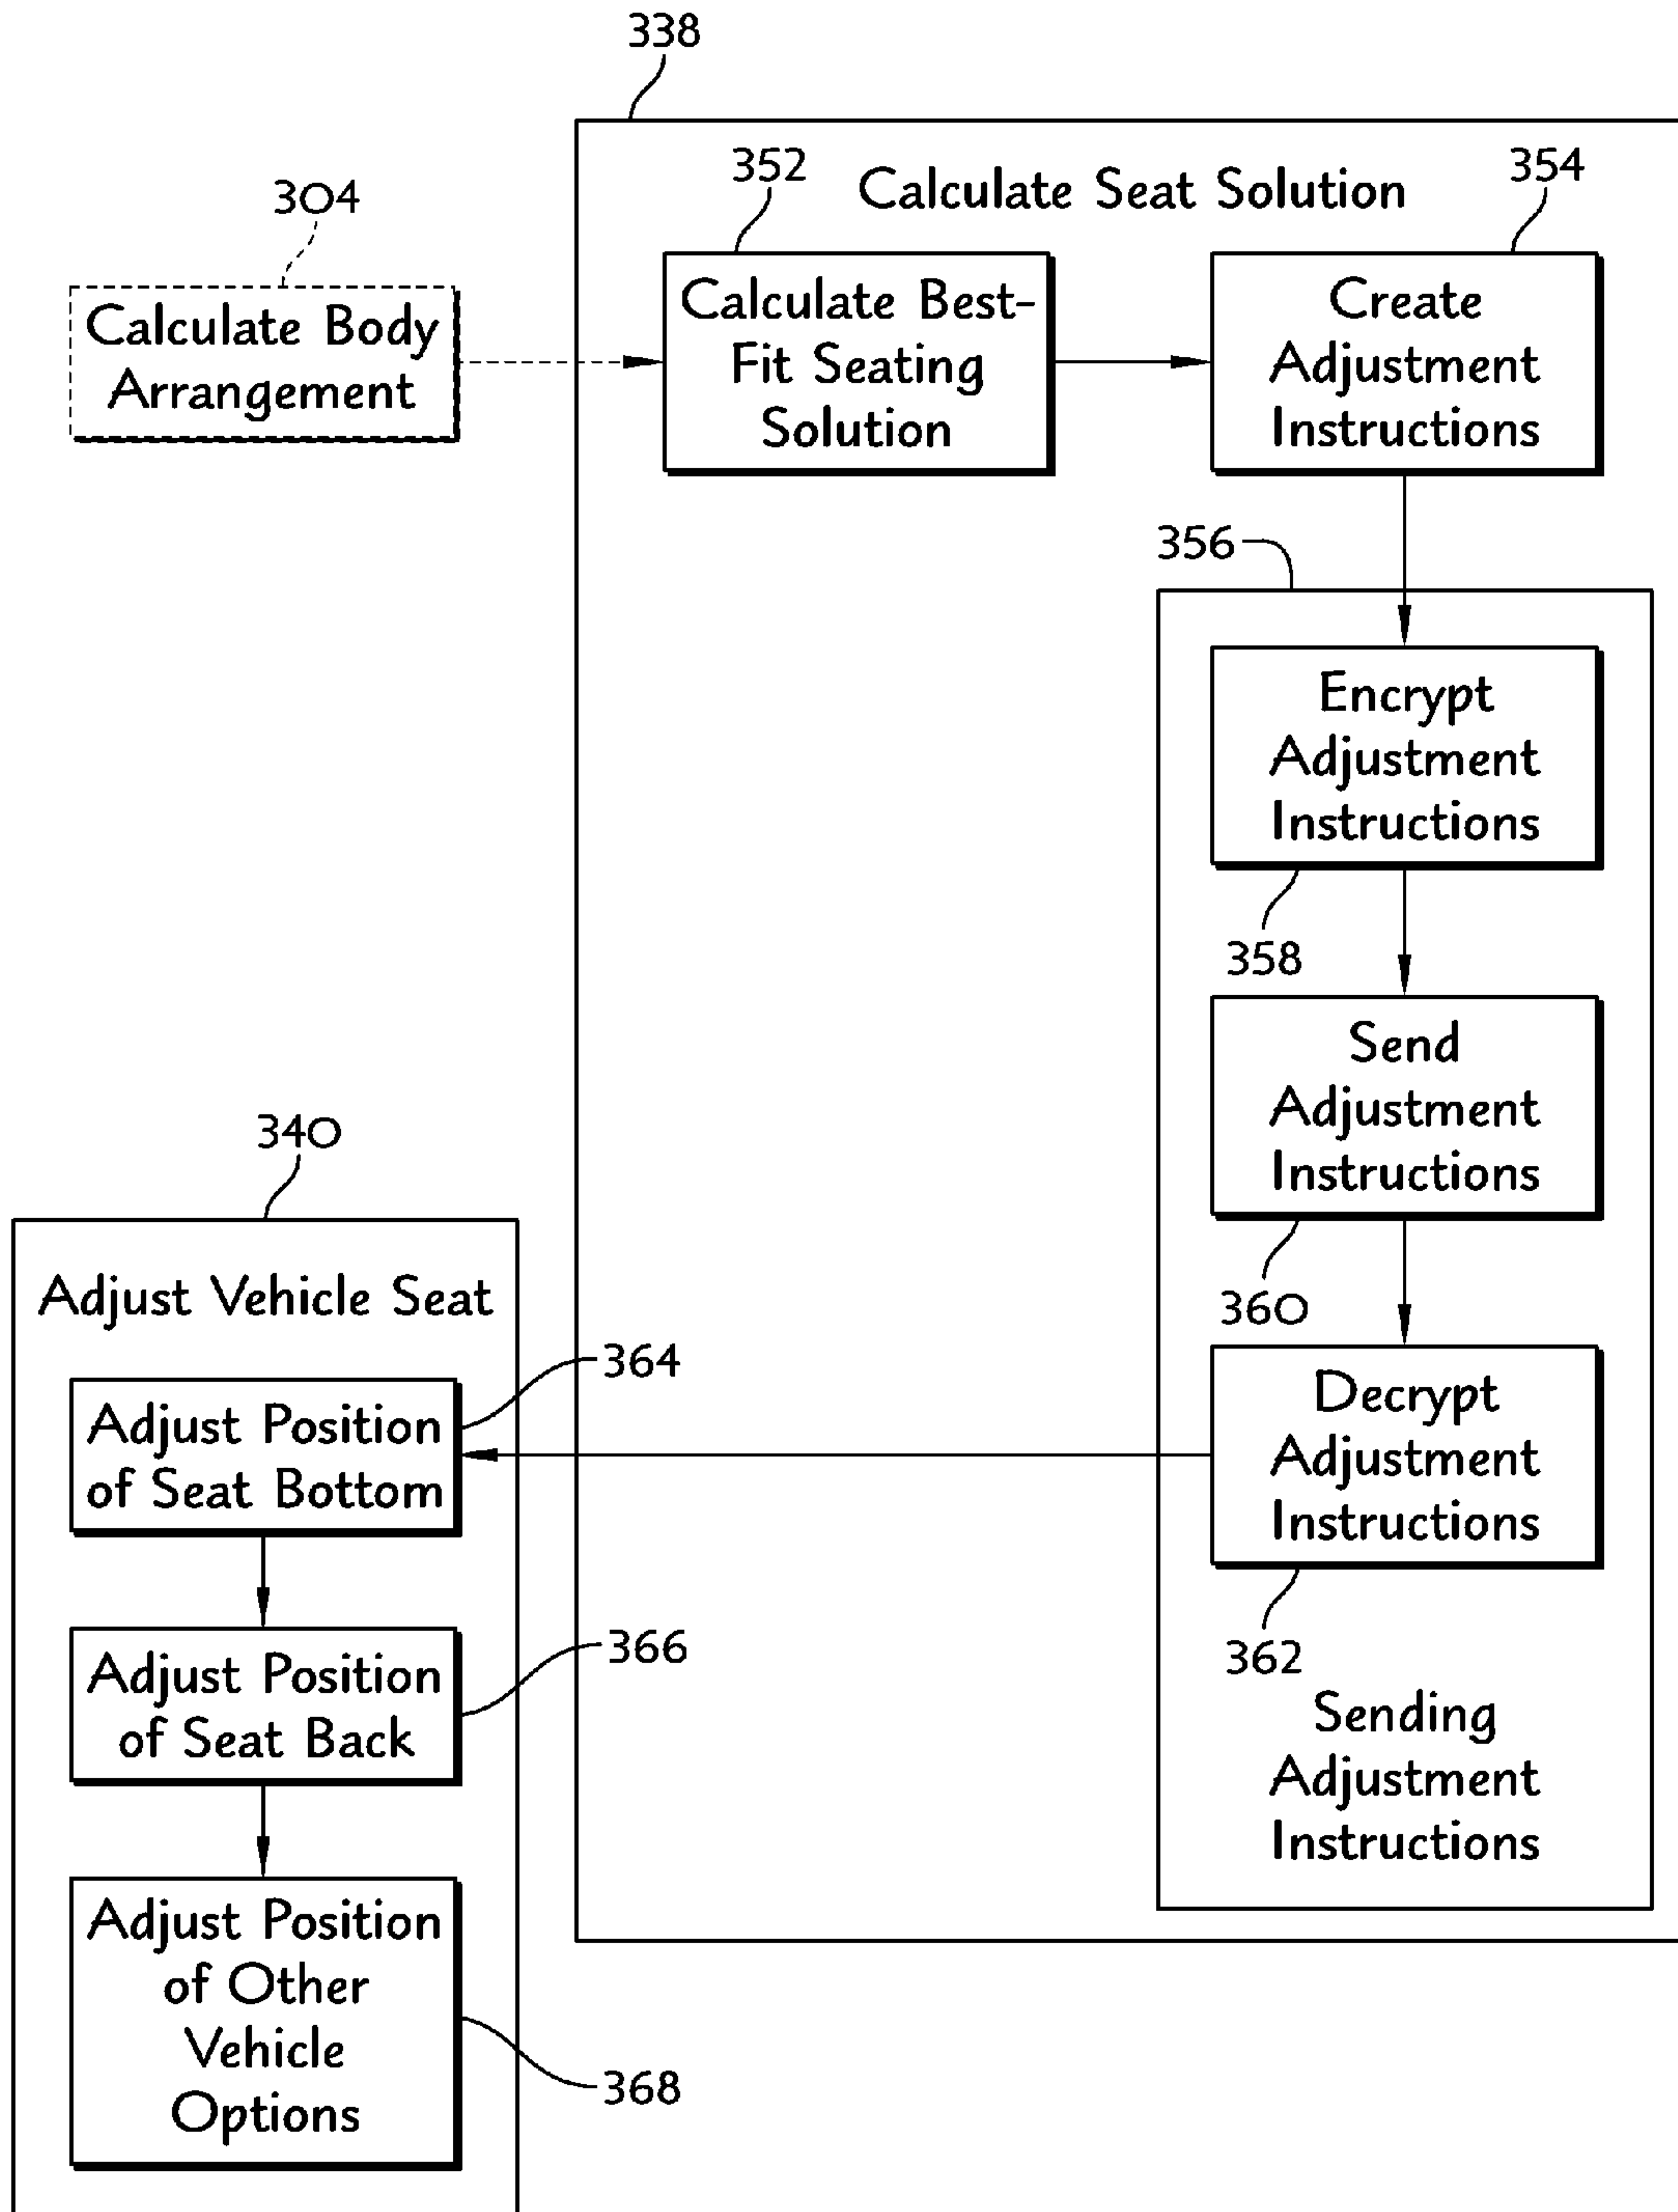 338
304
Calculate Body
Arrangement
Calculate Seat Solution
352
Calculate Best-
Fit Seating
Solution
354
Create
Adjustment
Instructions
356
Encrypt
Adjustment
Instructions
358
Send
Adjustment
Instructions
360
Decrypt
Adjustment
Instructions
362
Sending
Adjustment
Instructions
340
Adjust Vehicle Seat
364
Adjust Position
of Seat Bottom
366
Adjust Position
of Seat Back
Adjust Position
of Other
Vehicle
Options
368